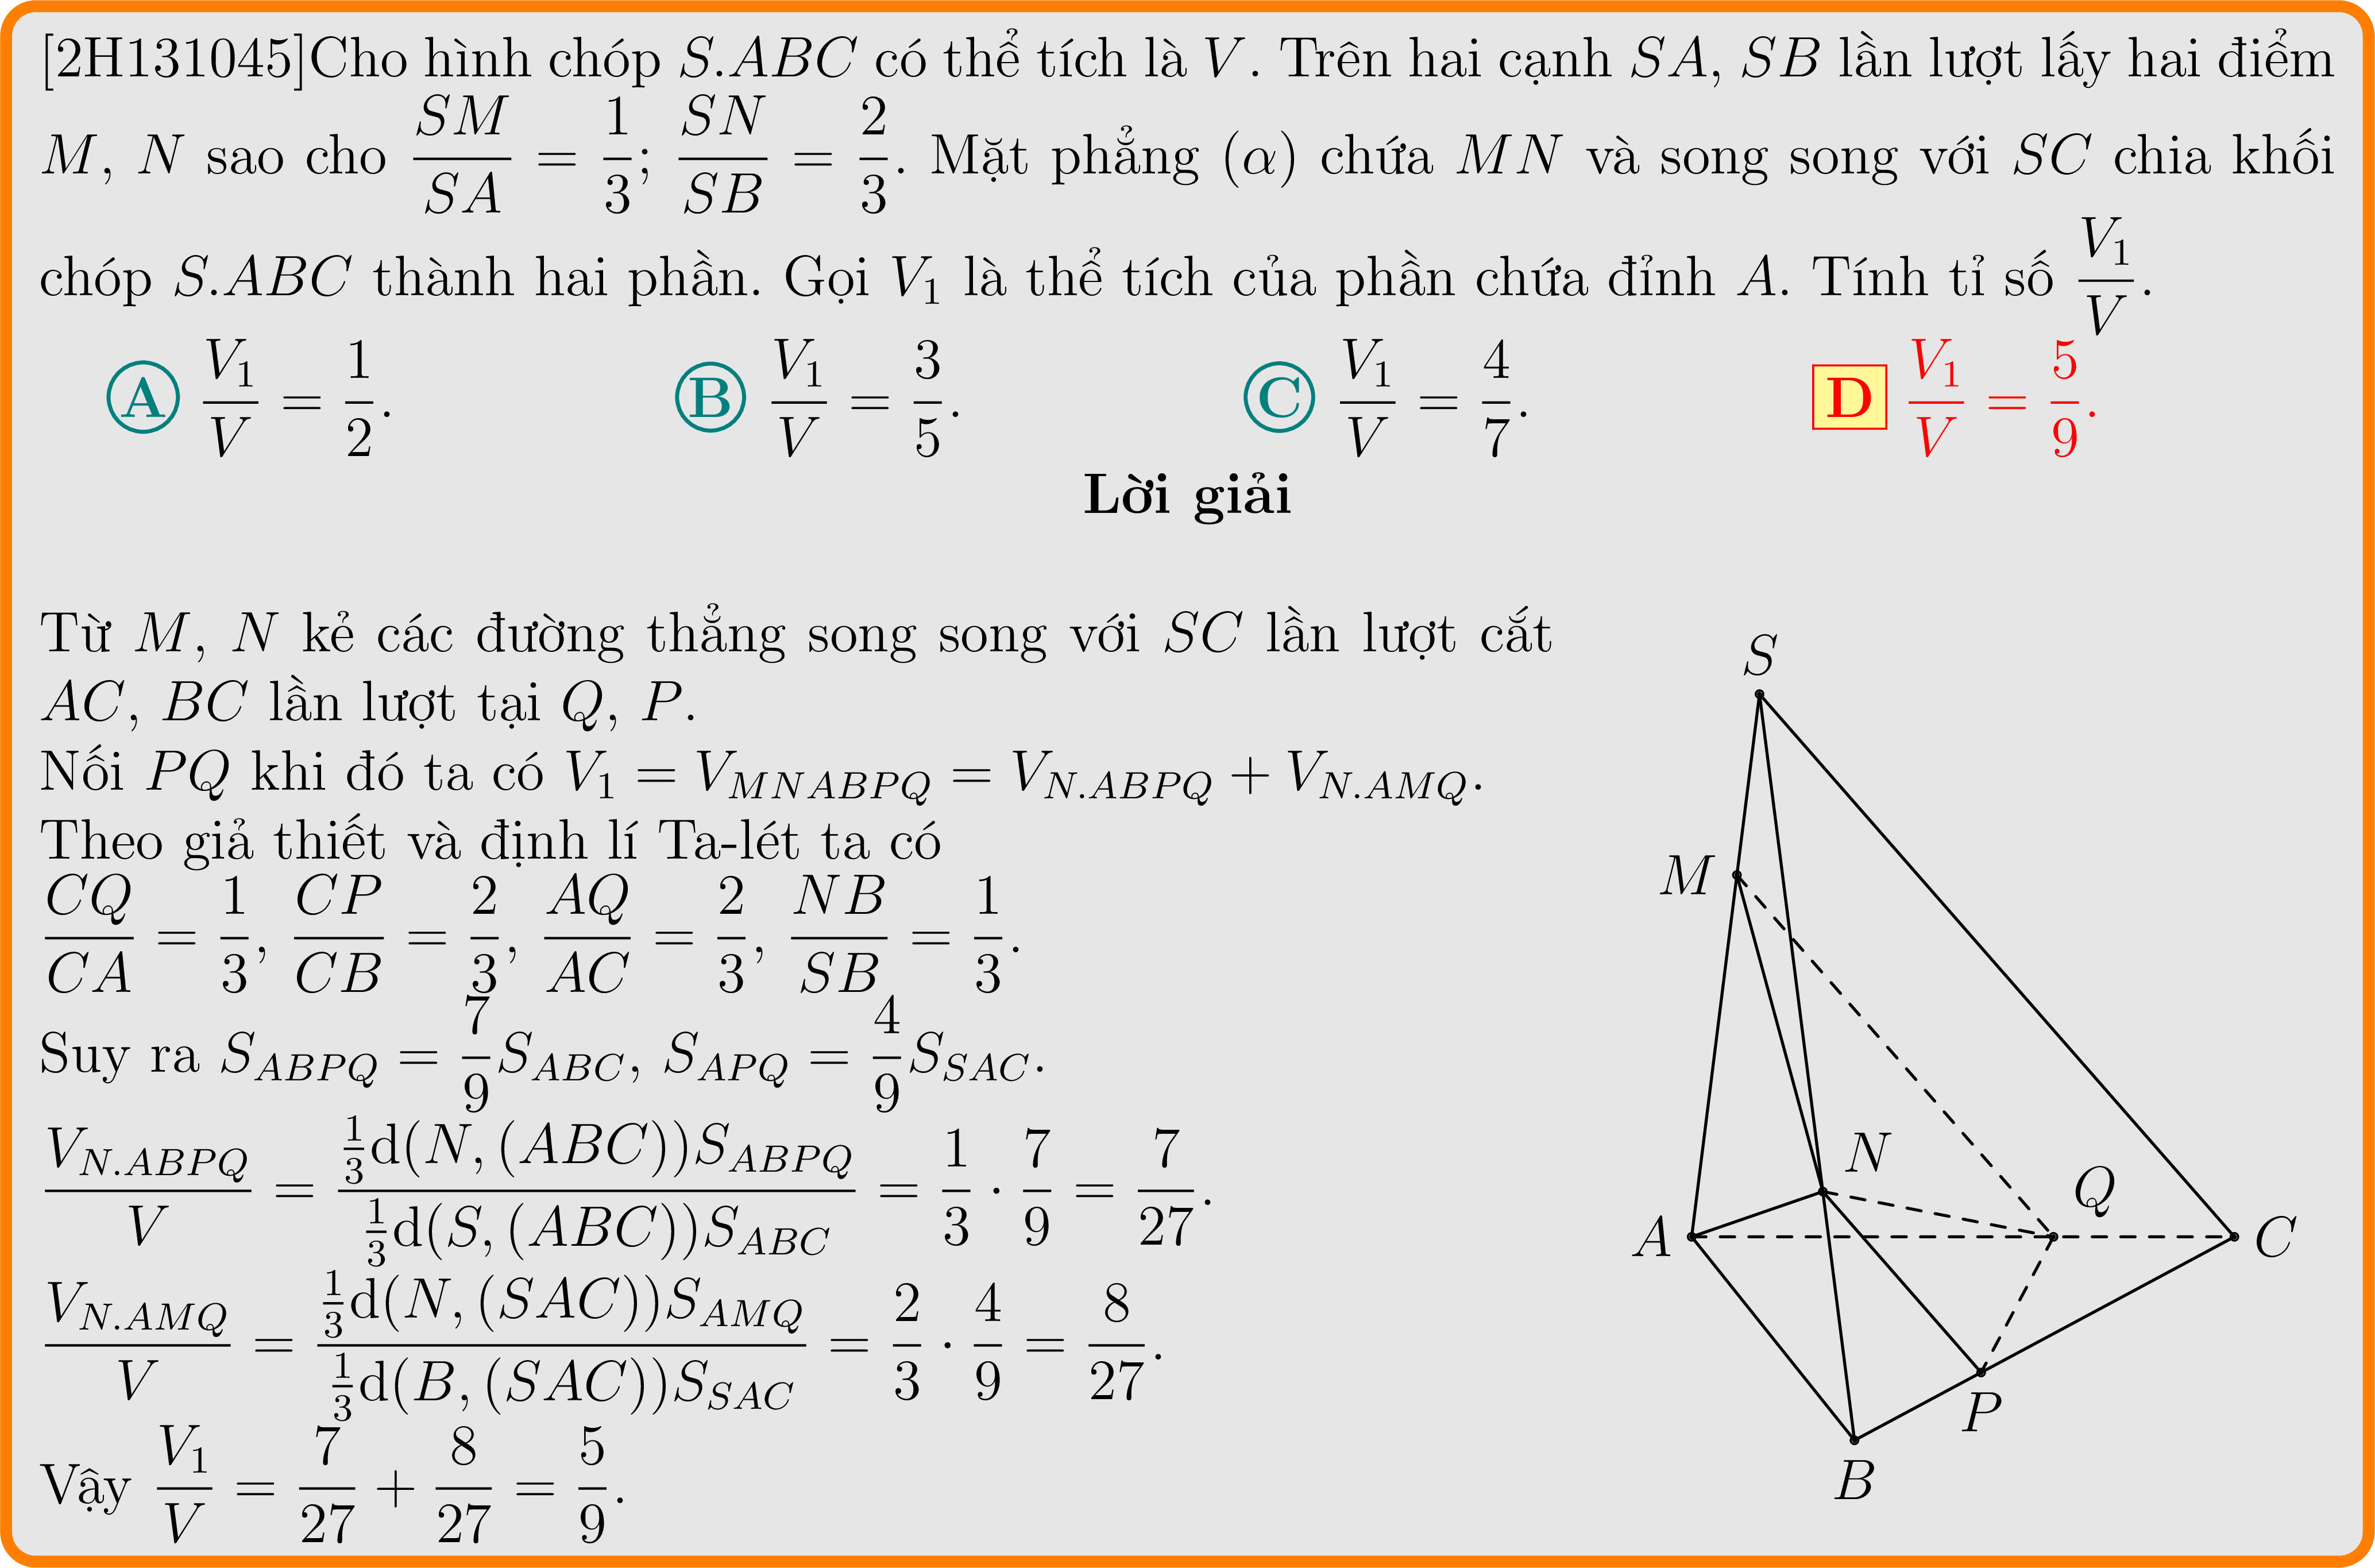 [2H131045]Cho hình chóp S.ABC có thể tích là V. Trên hai cạnh SA, SB lần lượt lấy hai điểm
M, N sao cho \frac{SM}{SA} = \frac{1}{3}; \frac{SN}{SB} = \frac{2}{3}. Mặt phẳng (α) chứa MN và song song với SC chia khối
chóp S.ABC thành hai phần. Gọi V_1 là thể tích của phần chứa đỉnh A. Tính tỉ số \frac{V_1}{V}.
A \frac{V_1}{V} = \frac{1}{2}. B \frac{V_1}{V} = \frac{3}{5}. C \frac{V_1}{V} = \frac{4}{7}. D \frac{V_1}{V} = \frac{5}{9}.
Lời giải
Từ M, N kẻ các đường thẳng song song với SC lần lượt cắt
AC, BC lần lượt tại Q, P.
Nối PQ khi đó ta có V_1 = V_{MNABPQ} = V_{N.ABPQ} + V_{N.AMQ}.
Theo giả thiết và định lí Ta-lét ta có
\frac{CQ}{CA} = \frac{1}{3}, \frac{CP}{CB} = \frac{2}{3}, \frac{AQ}{AC} = \frac{2}{3}, \frac{NB}{SB} = \frac{1}{3}.
Suy ra S_{ABPQ} = \frac{7}{9}S_{ABC}, S_{APQ} = \frac{4}{9}S_{SAC}.
\frac{V_{N.ABPQ}}{V} = \frac{\frac{1}{3}d(N, (ABC))S_{ABPQ}}{\frac{1}{3}d(S, (ABC))S_{ABC}} = \frac{1}{3} · \frac{7}{9} = \frac{7}{27}.
\frac{V_{N.AMQ}}{V} = \frac{\frac{1}{3}d(N, (SAC))S_{AMQ}}{\frac{1}{3}d(B, (SAC))S_{SAC}} = \frac{2}{3} · \frac{4}{9} = \frac{8}{27}.
Vậy \frac{V_1}{V} = \frac{7}{27} + \frac{8}{27} = \frac{5}{9}.
S
M
N
Q
A
C
P
B